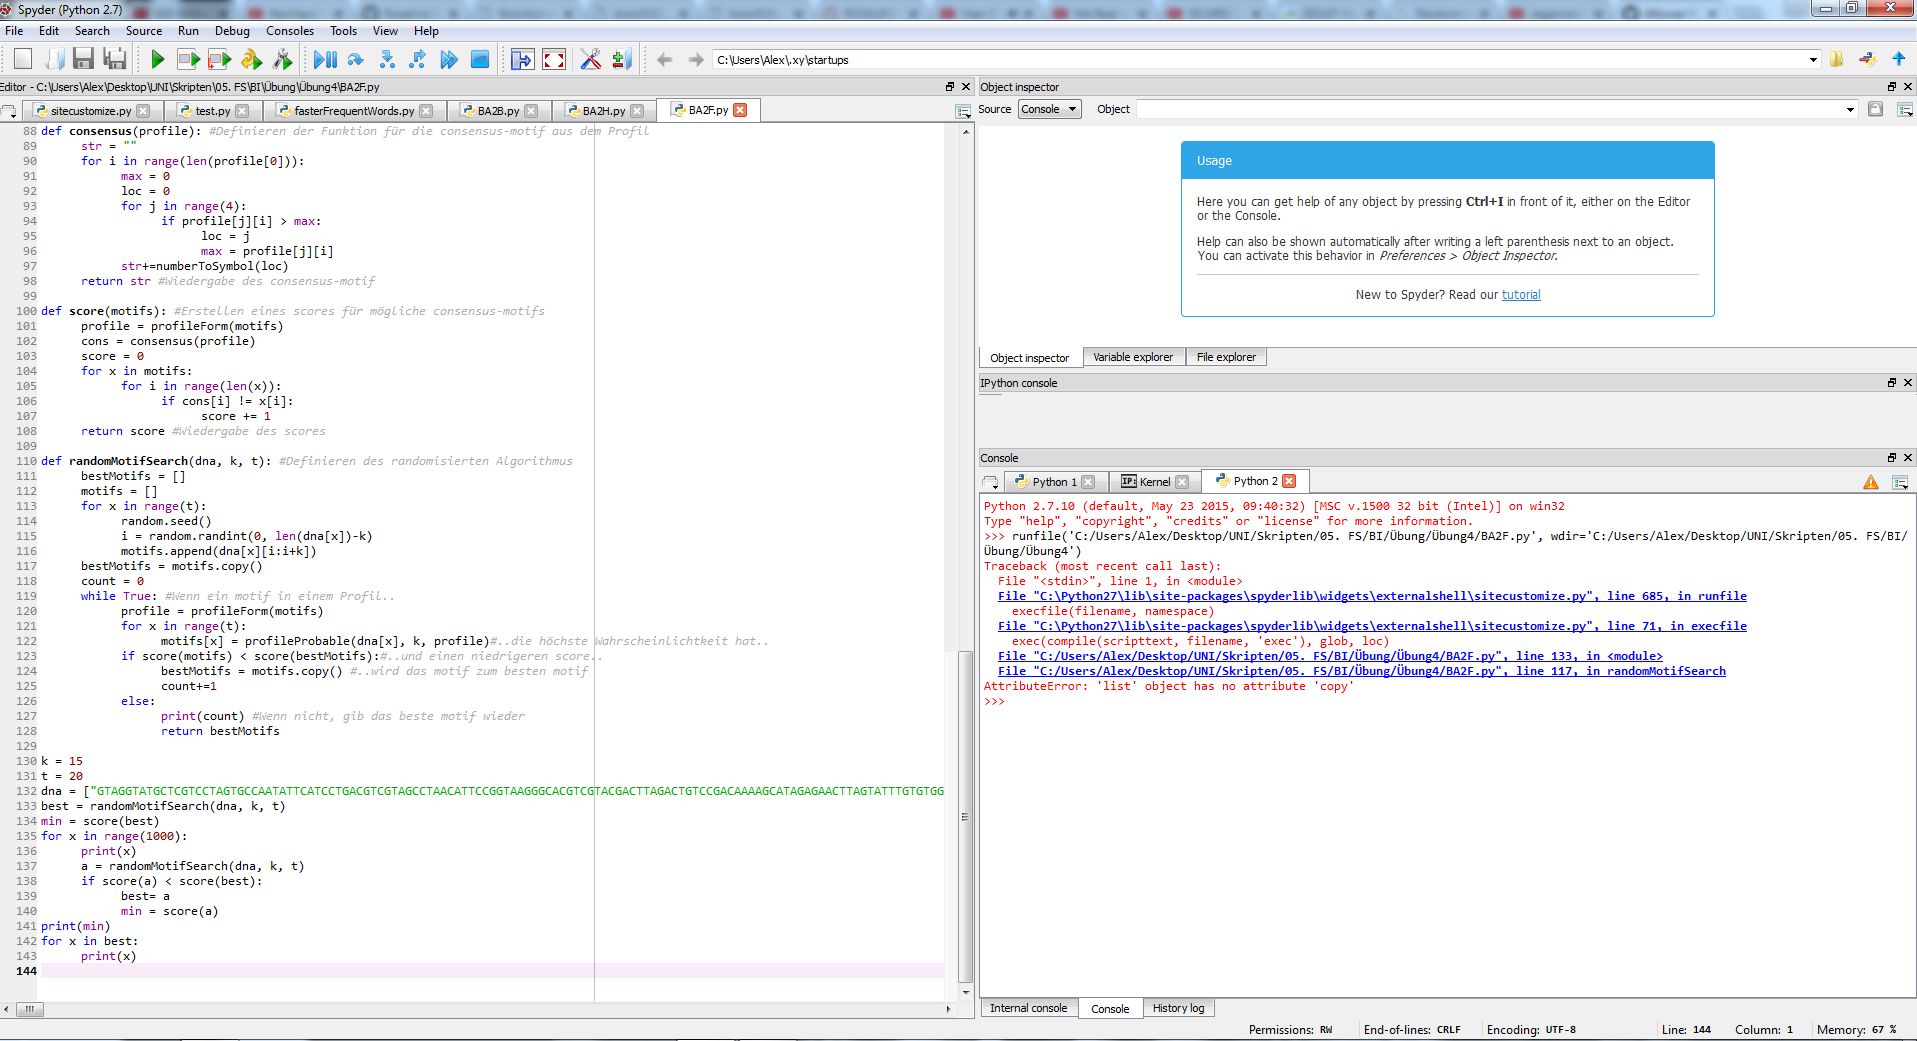 Spyder (Python 2.7)
File Edit Search Source Run Debug Consoles Tools View Help
C:\Users\Alex\.xy\startups
Editor - C:\Users\Alex\Desktop\UNI\Skripten\05. FS\BI\Übung\Übung4\BA2F.py
sitecustomize.py test.py fasterFrequentWords.py BA2B.py BA2H.py BA2F.py
88 def consensus(profile): #Definieren der Funktion für die consensus-motif aus dem Profil
89 str = ""
90 for i in range(len(profile[0])):
91 max = 0
92 loc = 0
93 for j in range(4):
94 if profile[j][i] > max:
95 loc = j
96 max = profile[j][i]
97 str+=numberToSymbol(loc)
98 return str #Wiedergabe des consensus-motif
99
100 def score(motifs): #Erstellen eines scores für mögliche consensus-motifs
101 profile = profileForm(motifs)
102 cons = consensus(profile)
103 score = 0
104 for x in motifs:
105 for i in range(len(x)):
106 if cons[i] != x[i]:
107 score += 1
108 return score #Wiedergabe des scores
109
110 def randomMotifSearch(dna, k, t): #Definieren des randomisierten Algorithmus
111 bestMotifs = []
112 motifs = []
113 for x in range(t):
114 random.seed()
115 i = random.randint(0, len(dna[x])-k)
116 motifs.append(dna[x][i:i+k])
117 bestMotifs = motifs.copy()
118 count = 0
119 while True: #Wenn ein motif in einem Profil..
120 profile = profileForm(motifs)
121 for x in range(t):
122 motifs[x] = profileProbable(dna[x], k, profile)#..die höchste Wahrscheinlichtkeit hat..
123 if score(motifs) < score(bestMotifs):#..und einen niedrigeren score..
124 bestMotifs = motifs.copy() #..wird das motif zum besten motif
125 count+=1
126 else:
127 print(count) #Wenn nicht, gib das beste motif wieder
128 return bestMotifs
129
130 k = 15
131 t = 20
132 dna = ["GTAGGTATGCTCGTCCTAGTGCCAATATTCATCCTGACGTCGTAGCCTAACATTCCGGTAAGGGCACGTCGTACGACTTAGACTGTCCGACAAAAGCATAGAGAACTTAGTATTTGTGTGG
133 best = randomMotifSearch(dna, k, t)
134 min = score(best)
135 for x in range(1000):
136 print(x)
137 a = randomMotifSearch(dna, k, t)
138 if score(a) < score(best):
139 best= a
140 min = score(a)
141 print(min)
142 for x in best:
143 print(x)
144
Object inspector
Source Console Object
Usage
Here you can get help of any object by pressing Ctrl+I in front of it, either on the Editor
or the Console.
Help can also be shown automatically after writing a left parenthesis next to an object.
You can activate this behavior in Preferences > Object Inspector.
New to Spyder? Read our tutorial
Object inspector Variable explorer File explorer
IPython console
Console
Python 1 IP: Kernel Python 2
Python 2.7.10 (default, May 23 2015, 09:40:32) [MSC v.1500 32 bit (Intel)] on win32
Type "help", "copyright", "credits" or "license" for more information.
>>> runfile('C:/Users/Alex/Desktop/UNI/Skripten/05. FS/BI/Übung/Übung4/BA2F.py', wdir='C:/Users/Alex/Desktop/UNI/Skripten/05. FS/BI/
Übung/Übung4')
Traceback (most recent call last):
File "<stdin>", line 1, in <module>
File "C:\Python27\lib\site-packages\spyderlib\widgets\externalshell\sitecustomize.py", line 685, in runfile
execfile(filename, namespace)
File "C:\Python27\lib\site-packages\spyderlib\widgets\externalshell\sitecustomize.py", line 71, in execfile
exec(compile(scripttext, filename, 'exec'), glob, loc)
File "C:/Users/Alex/Desktop/UNI/Skripten/05. FS/BI/Übung/Übung4/BA2F.py", line 133, in <module>
File "C:/Users/Alex/Desktop/UNI/Skripten/05. FS/BI/Übung/Übung4/BA2F.py", line 117, in randomMotifSearch
AttributeError: 'list' object has no attribute 'copy'
>>>
Internal console Console History log
Permissions: RW End-of-lines: CRLF Encoding: UTF-8 Line: 144 Column: 1 Memory: 67 %